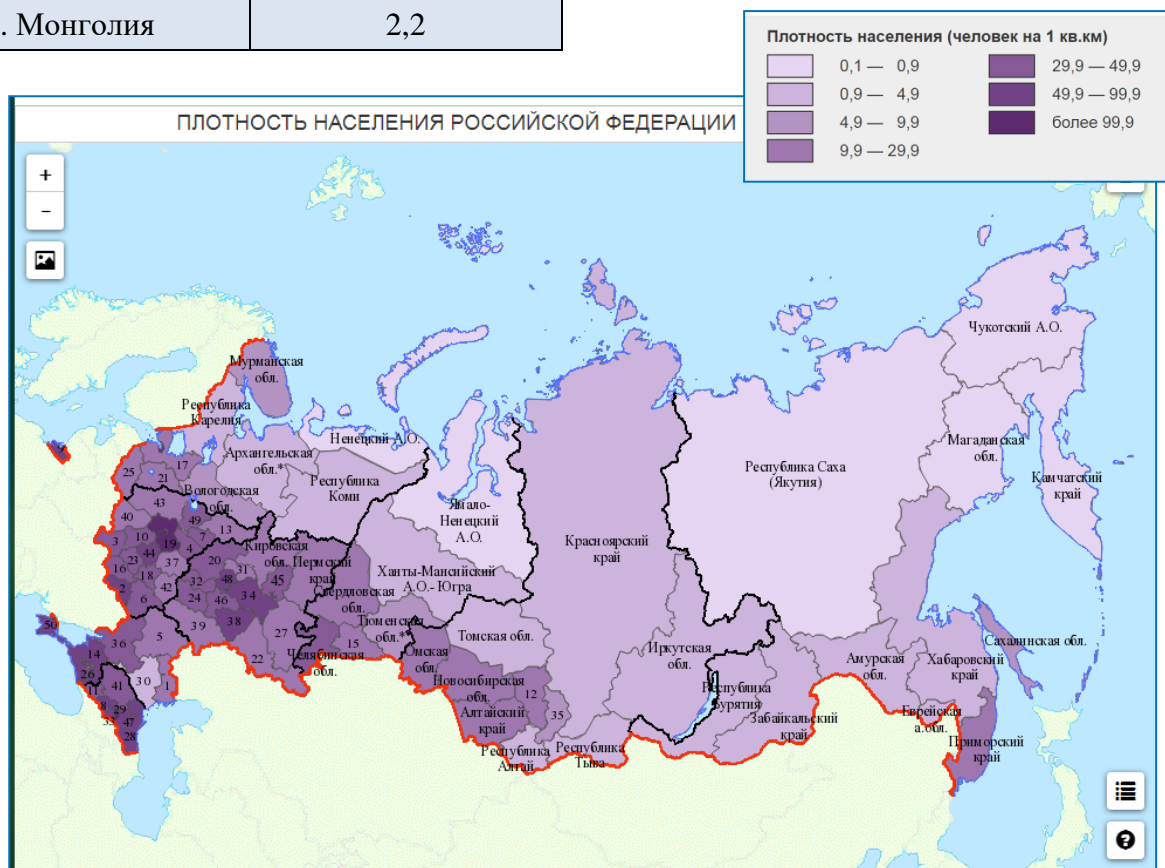 . Монголия 2,2
Плотность населения (человек на 1 кв.км)
0,1 — 0,9
0,9 — 4,9
4,9 — 9,9
9,9 — 29,9
29,9 — 49,9
49,9 — 99,9
более 99,9
ПЛОТНОСТЬ НАСЕЛЕНИЯ РОССИЙСКОЙ ФЕДЕРАЦИИ
+
−
Чукотский А.О.
Мурманская
обл.
Республика
Карелия
Ненецкий А.О.
Архангельская
обл.*
Республика
Коми
Магаданская
обл.
Камчатский
край
Республика Саха
(Якутия)
Ямало-
Ненецкий
А.О.
Красноярский
край
Вологодская
обл.
Кировская
обл.
Пермский
край
Свердловская
обл.
Ханты-Мансийский
А.О.- Югра
Тюменская
обл.*
Томская обл.
Челябинская
обл.
Омская
обл.
Новосибирская
обл.
Алтайский
край
Республика
Алтай
Республика
Тыва
Иркутская
обл.
Республика
Бурятия
Забайкальский
край
Амурская
обл.
Хабаровский
край
Сахалинская обл.
Еврейская
а.обл.
Приморский
край
9
25
17
21
43
40
49
3
10
19
7
13
44
4
23
37
20
31
16
18
32
48
45
2
42
24
46
34
6
50
39
38
5
36
27
15
14
22
26
30
1
11
41
8
29
33
47
28
12
35
?